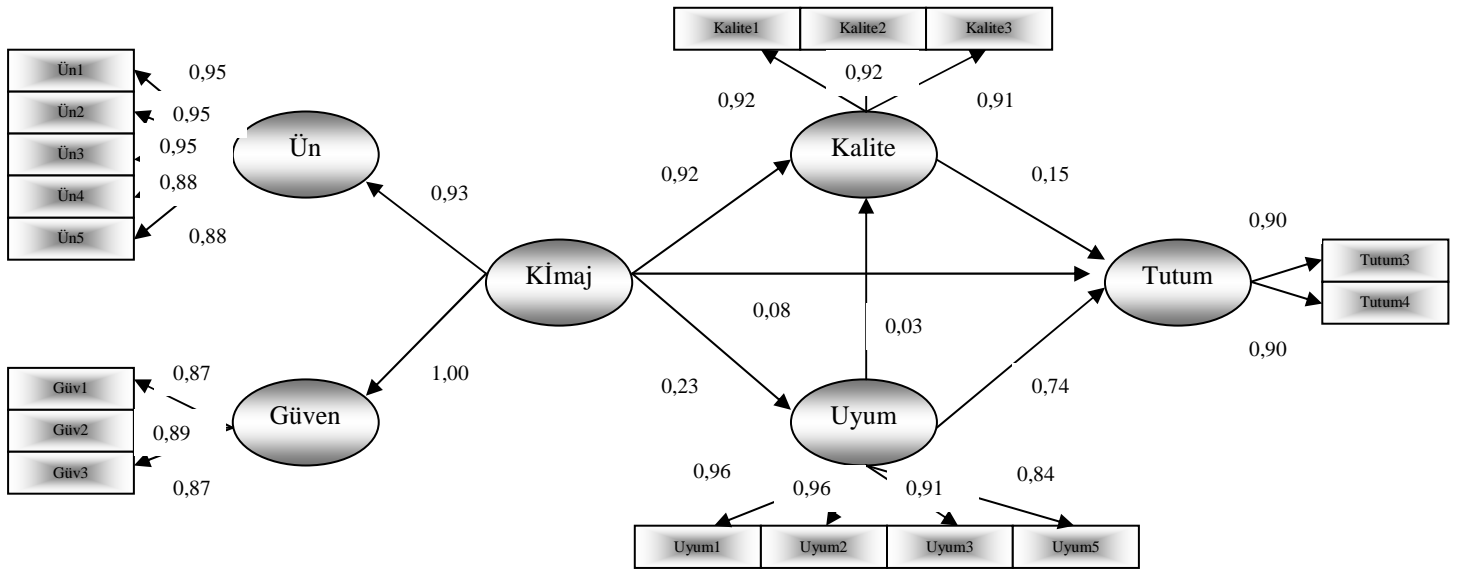 Kalite1 Kalite2 Kalite3
Ün1
Ün2
Ün3
Ün4
Ün5
0,95
0,95
0,95
0,88
0,88
Ün
0,93
0,92
0,92
0,91
Kalite
0,92
0,15
Kİmaj
0,08
0,03
Tutum
0,90
0,90
Tutum3
Tutum4
1,00
0,23
0,74
Güv1
Güv2
Güv3
0,87
0,89
0,87
Güven
Uyum
0,96
0,96
0,91
0,84
Uyum1 Uyum2 Uyum3 Uyum5